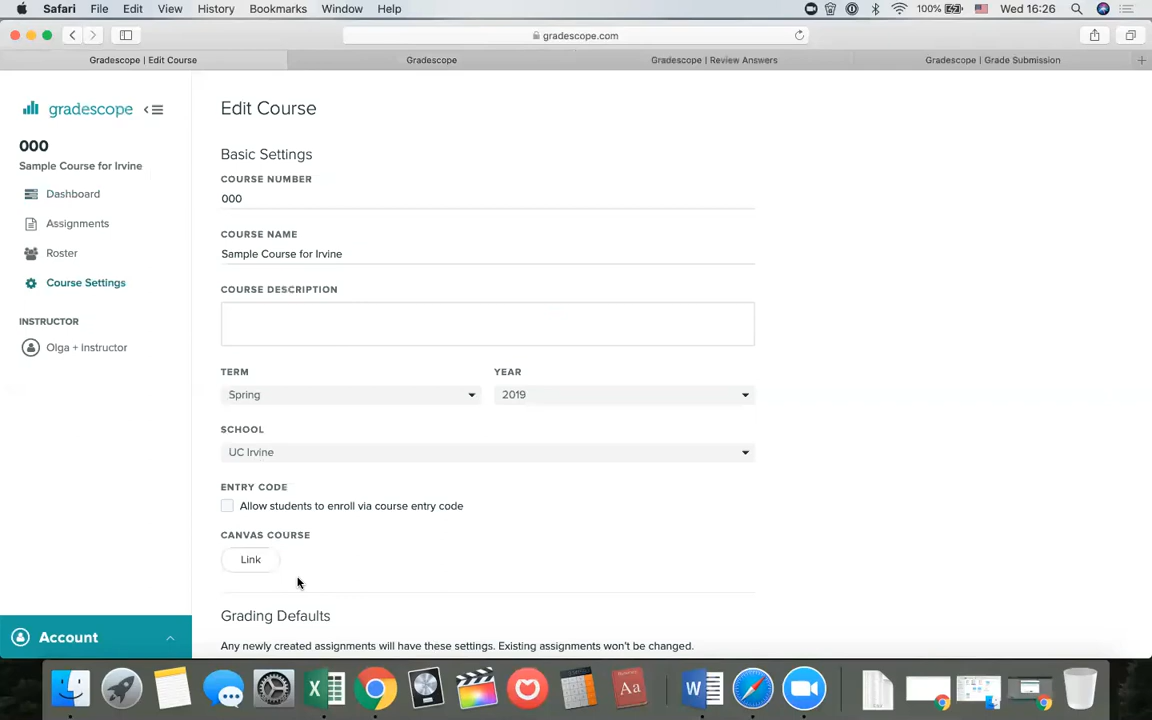 Safari File Edit View History Bookmarks Window Help 100% Wed 16:26
gradescope.com
Gradescope | Edit Course Gradescope Gradescope | Review Answers Gradescope | Grade Submission
gradescope
000
Sample Course for Irvine
Dashboard
Assignments
Roster
Course Settings
INSTRUCTOR
Olga + Instructor
Account
Edit Course
Basic Settings
COURSE NUMBER
000
COURSE NAME
Sample Course for Irvine
COURSE DESCRIPTION
TERM YEAR
Spring 2019
SCHOOL
UC Irvine
ENTRY CODE
Allow students to enroll via course entry code
CANVAS COURSE
Link
Grading Defaults
Any newly created assignments will have these settings. Existing assignments won't be changed.
Aa